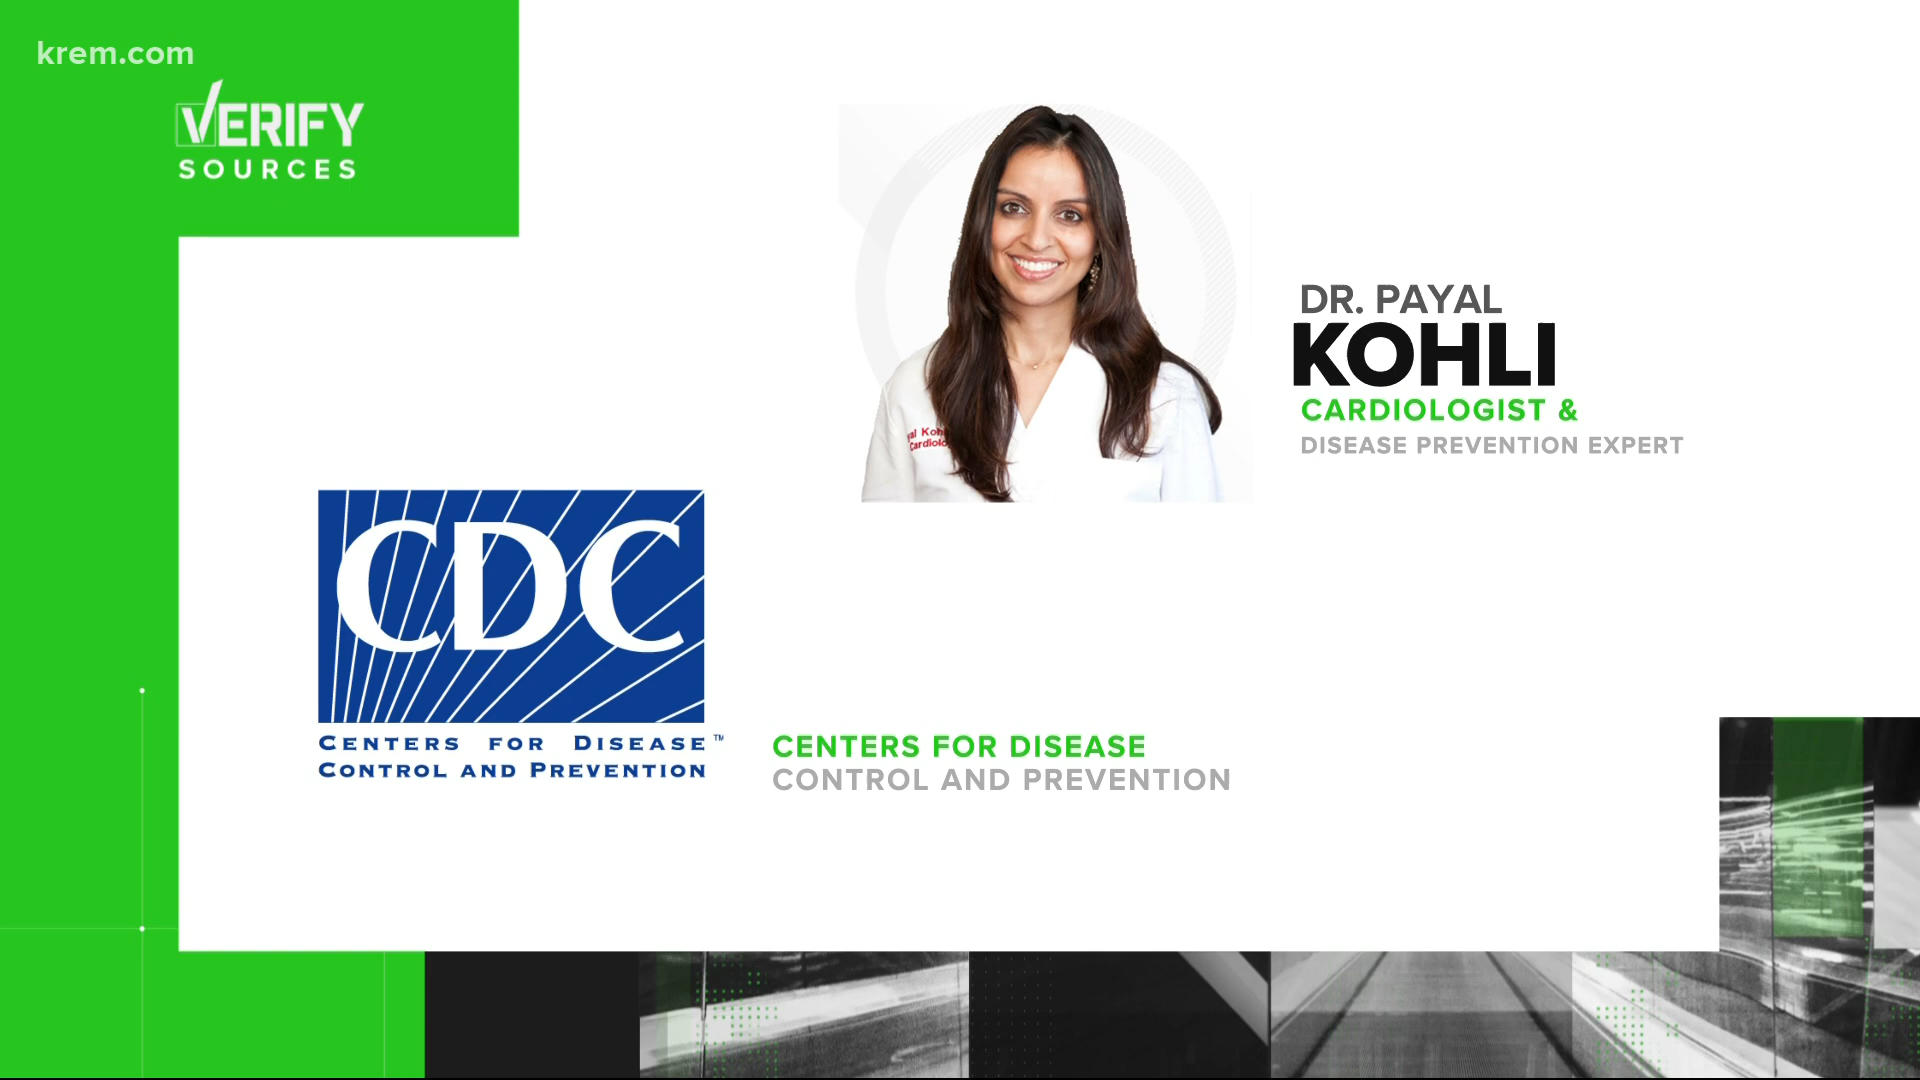 krem.com
VERIFY
SOURCES
DR. PAYAL
KOHLI
CARDIOLOGIST &
DISEASE PREVENTION EXPERT
CDC
CENTERS FOR DISEASE™
CONTROL AND PREVENTION
CENTERS FOR DISEASE
CONTROL AND PREVENTION